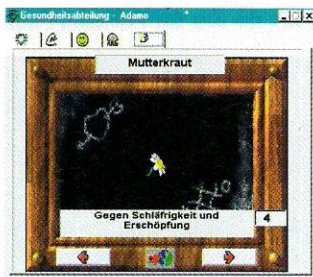 Gesundheitsabteilung - Adamo
Mutterkraut
Gegen Schläfrigkeit und
Erschöpfung
4